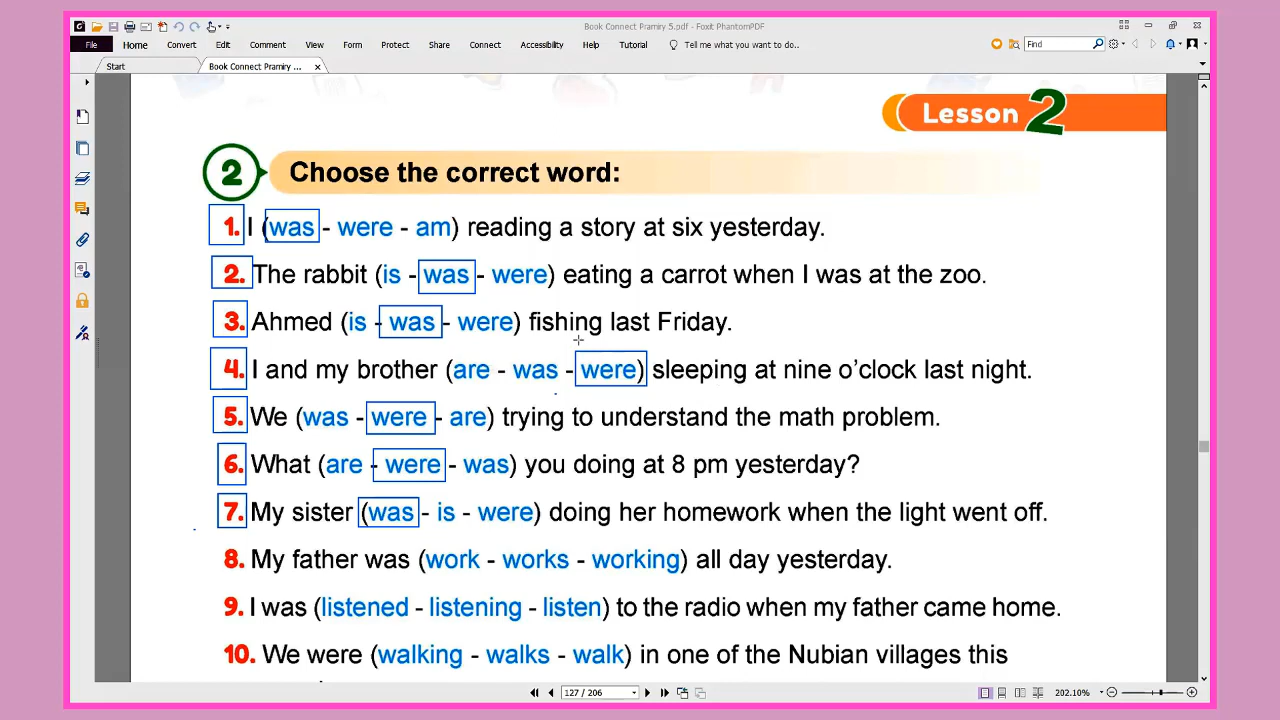 Book Connect Pramiry 5.pdf - Foxit PhantomPDF
File Home Convert Edit Comment View Form Protect Share Connect Accessibility Help Tutorial Tell me what you want to do.. Find
Start Book Connect Pramiry ... ×
Lesson 2
2 Choose the correct word:
1. I (was - were - am) reading a story at six yesterday.
2. The rabbit (is - was - were) eating a carrot when I was at the zoo.
3. Ahmed (is - was - were) fishing last Friday.
4. I and my brother (are - was - were) sleeping at nine o’clock last night.
5. We (was - were - are) trying to understand the math problem.
6. What (are - were - was) you doing at 8 pm yesterday?
7. My sister (was - is - were) doing her homework when the light went off.
8. My father was (work - works - working) all day yesterday.
9. I was (listened - listening - listen) to the radio when my father came home.
10. We were (walking - walks - walk) in one of the Nubian villages this
127 / 206 202.10%